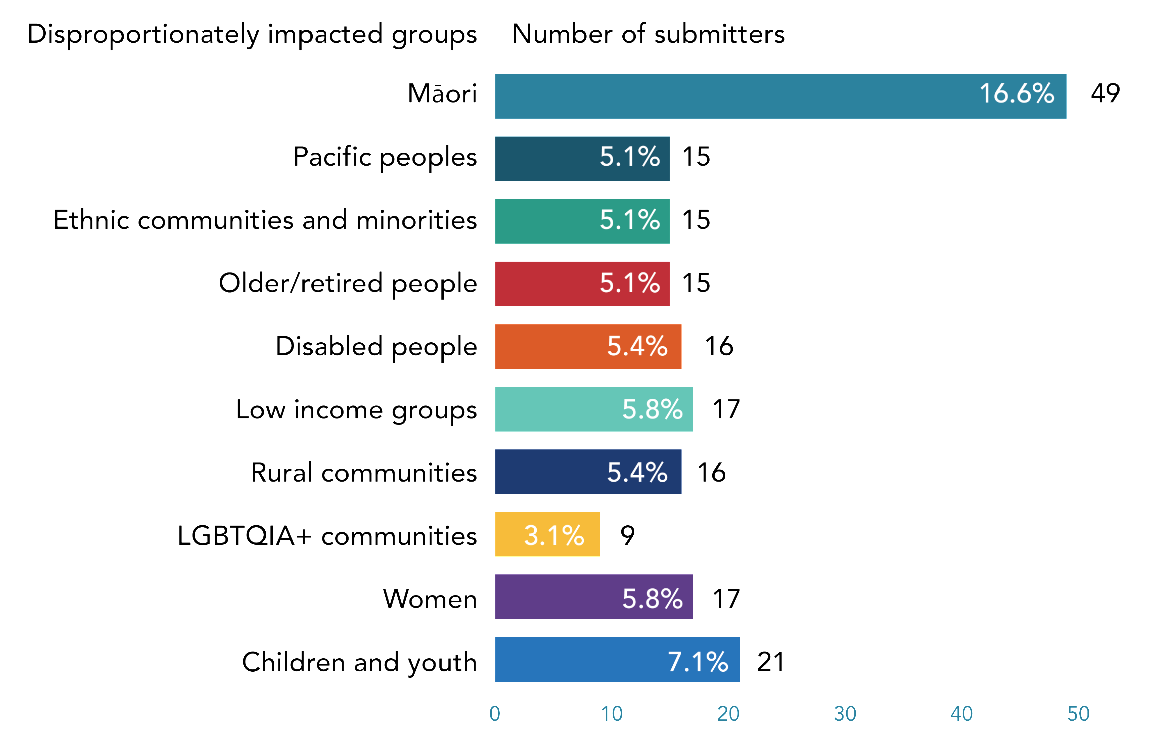 Disproportionately impacted groups Number of submitters
Māori 16.6% 49
Pacific peoples 5.1% 15
Ethnic communities and minorities 5.1% 15
Older/retired people 5.1% 15
Disabled people 5.4% 16
Low income groups 5.8% 17
Rural communities 5.4% 16
LGBTQIA+ communities 3.1% 9
Women 5.8% 17
Children and youth 7.1% 21
0 10 20 30 40 50